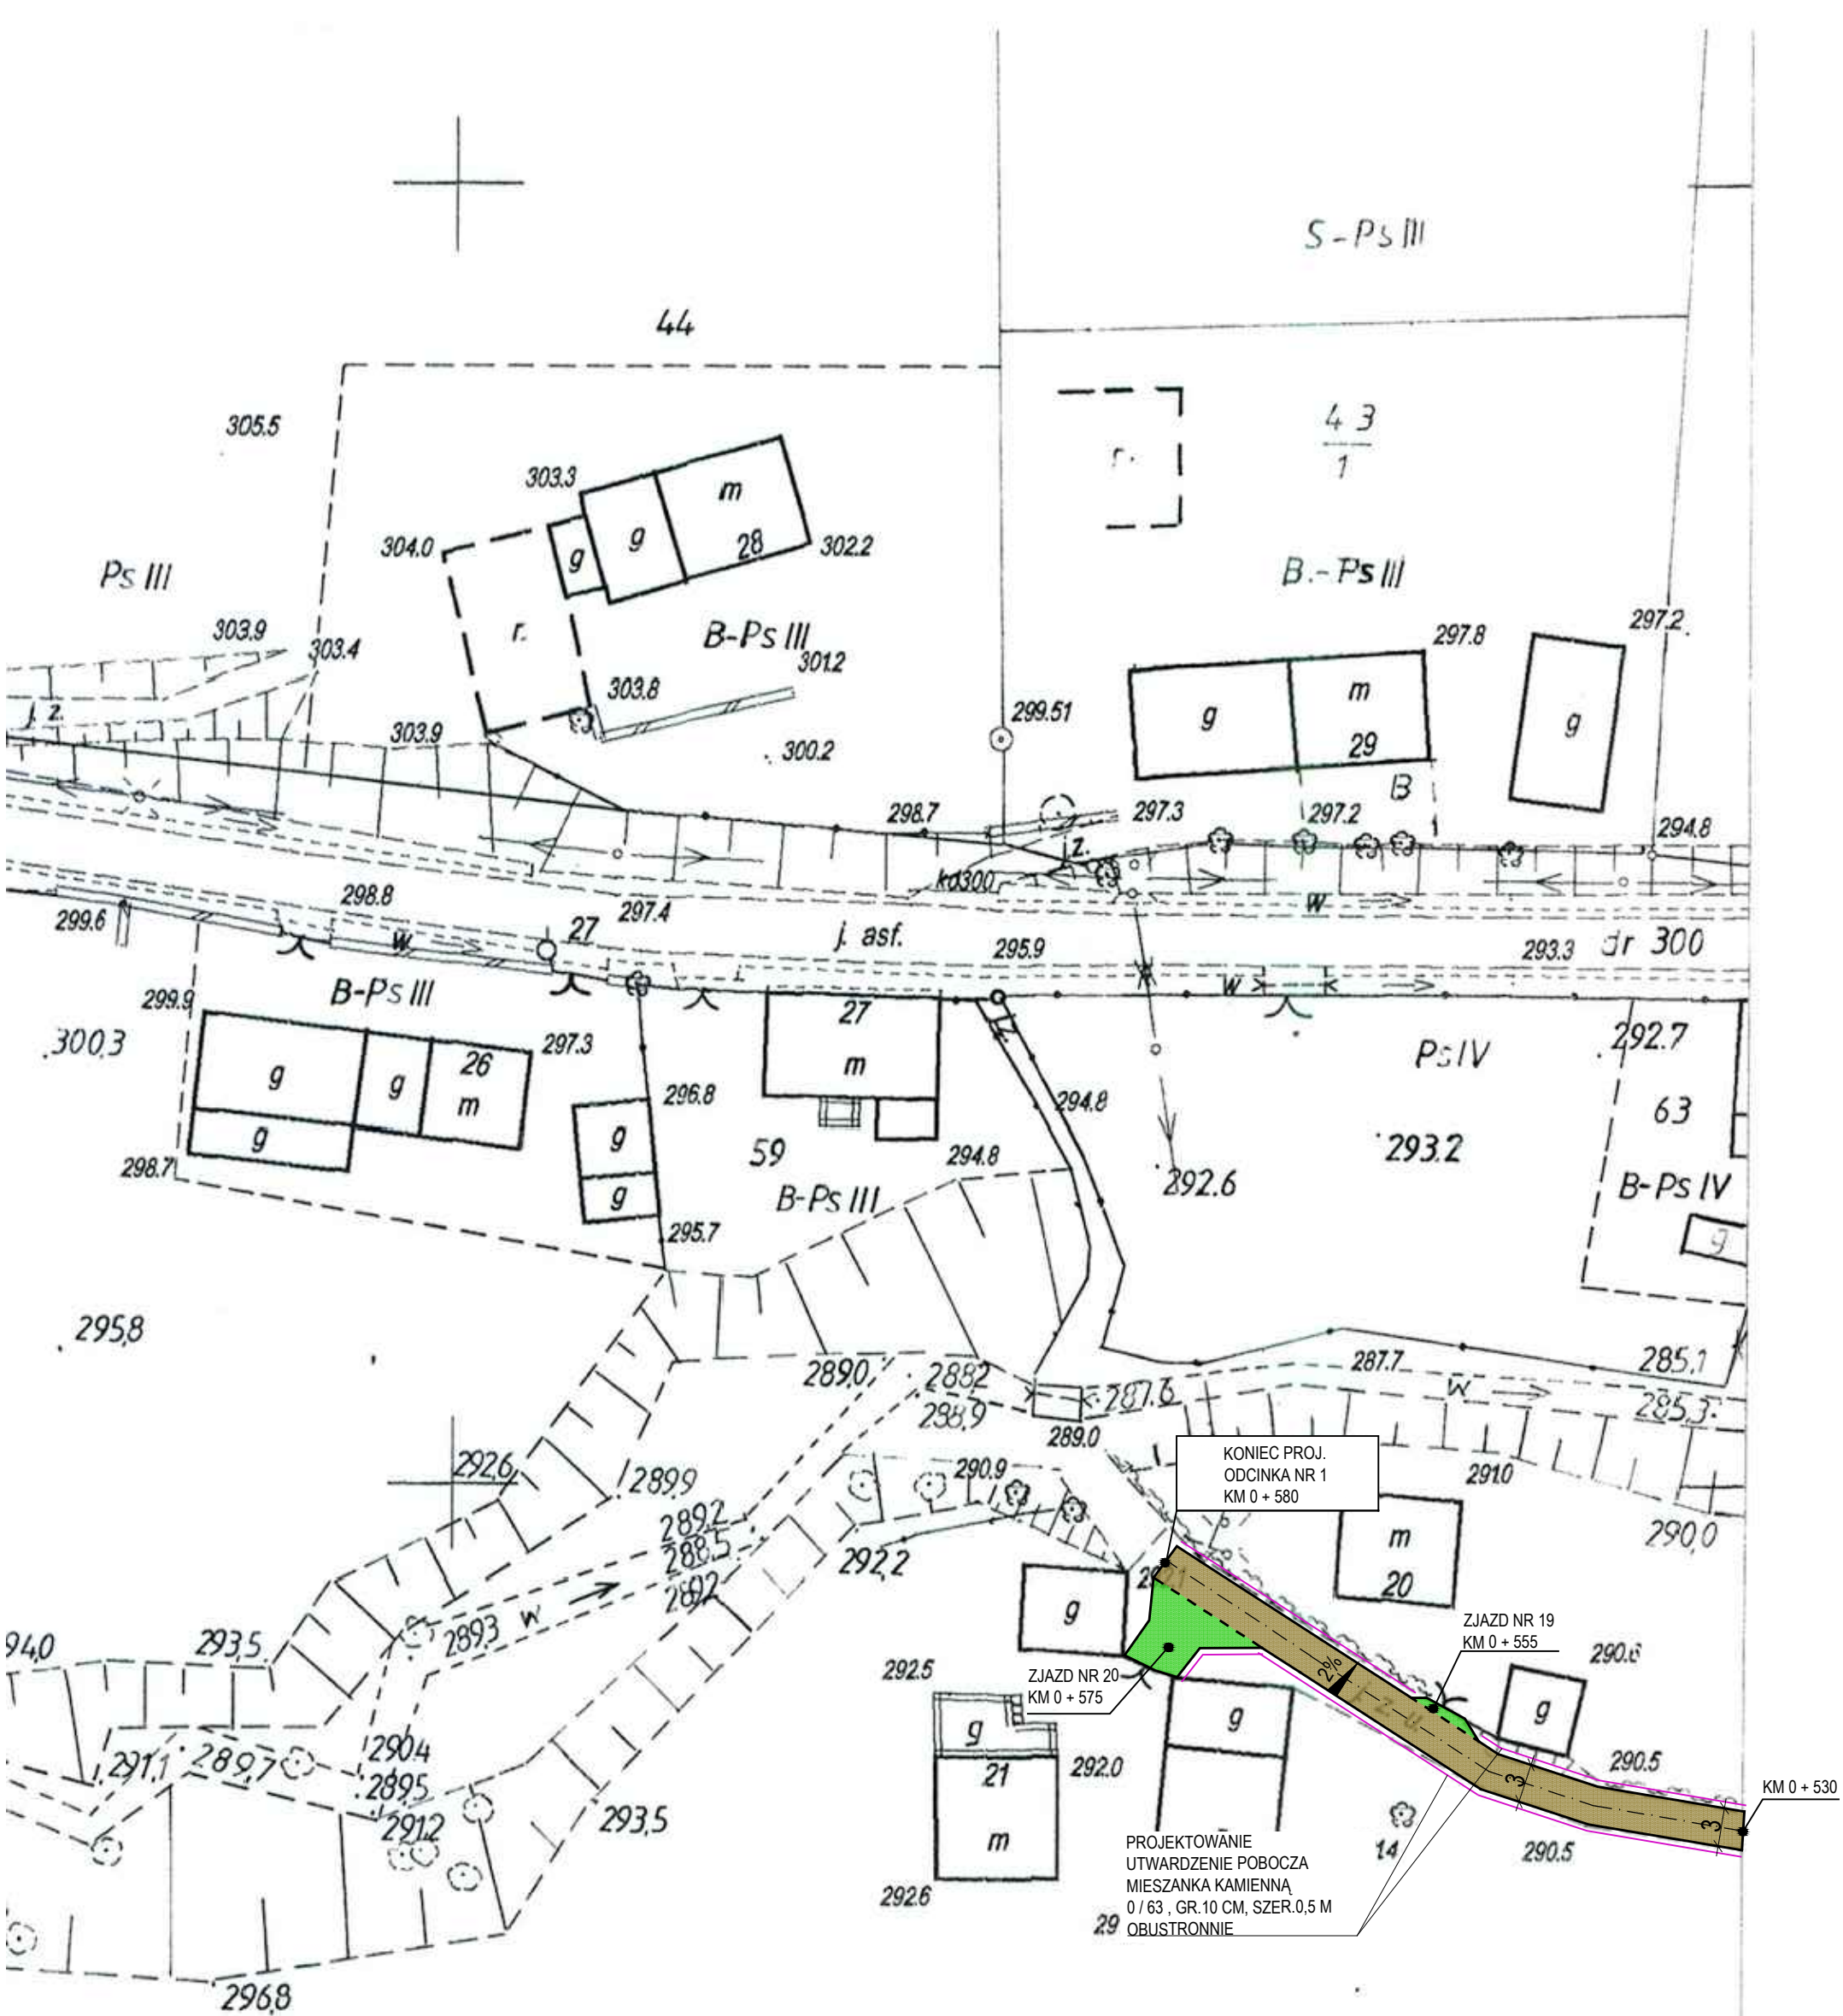 S-Ps III
44
305.5
4 3
1
r.
303.3
m
g
28
g
304.0
302.2
Ps III
B.-Ps III
r.
303.9
303.4
B-Ps III
301.2
297.8
297.2.
303.8
m
g
29
g
j. z.
303.9
299.51
300.2
B
298.7
297.3
297.2
294.8
z.
kd300
298.8
297.4
W
299.6
W
27
j. asf.
295.9
293.3
dr 300
W
B-Ps III
299.9
27
300,3
297.3
292.7
Ps IV
26
g
g
m
m
296.8
294.8
63
g
g
59
294.8
293.2
298.7
292.6
g
B-Ps III
B-Ps IV
295.7
g
295,8
287.7
285,1
289,0
288,2
287.6
W
285,3
288,9
289.0
KONIEC PROJ.
ODCINKA NR 1
KM 0 + 580
292,6
290.9
291.0
289,9
289,2
288,5
290,0
292,2
m
20
W
289,3
g
ZJAZD NR 19
KM 0 + 555
94,0
293,5
290.6
292.5
ZJAZD NR 20
KM 0 + 575
2%
j. z. u.
g
g
g
291,1
289,7
290,4
292.0
290.5
289,5
21
3
KM 0 + 530
291,2
293,5
m
3
14
290.5
PROJEKTOWANIE
UTWARDZENIE POBOCZA
MIESZANKA KAMIENNĄ
0 / 63 , GR.10 CM, SZER.0,5 M
OBUSTRONNIE
292.6
29
296,8